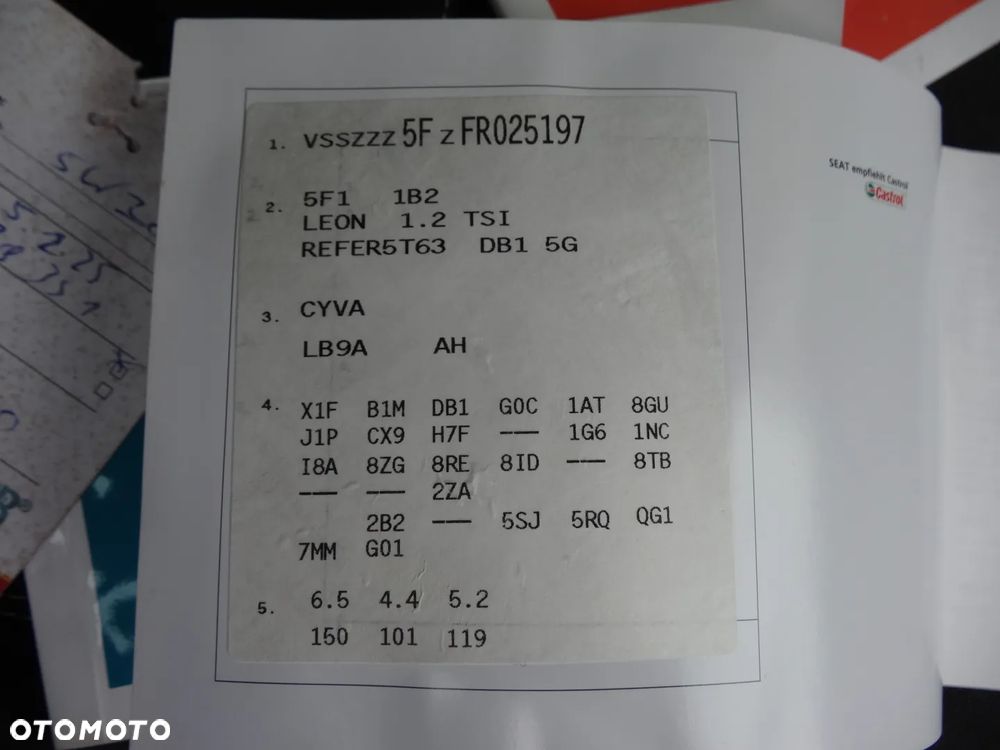 1. VSSZZZ 5F Z FR025197
2. 5F1 1B2
LEON 1.2 TSI
REFER5T63 DB1 5G
3. CYVA
LB9A AH
4. X1F B1M DB1 G0C 1AT 8GU
J1P CX9 H7F --- 1G6 1NC
I8A 8ZG 8RE 8ID --- 8TB
--- --- 2ZA
2B2 --- 5SJ 5RQ QG1
7MM G01
5. 6.5 4.4 5.2
150 101 119
SEAT empfiehlt Castrol
Castrol
OTOMOTO